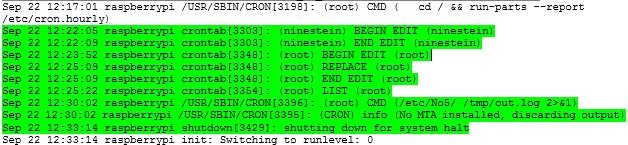 Sep 22 12:17:01 raspberrypi /USR/SBIN/CRON[3198]: (root) CMD (   cd / && run-parts --report
/etc/cron.hourly)
Sep 22 12:22:05 raspberrypi crontab[3303]: (ninestein) BEGIN EDIT (ninestein)
Sep 22 12:22:09 raspberrypi crontab[3303]: (ninestein) END EDIT (ninestein)
Sep 22 12:23:52 raspberrypi crontab[3348]: (root) BEGIN EDIT (root)
Sep 22 12:25:09 raspberrypi crontab[3348]: (root) REPLACE (root)
Sep 22 12:25:09 raspberrypi crontab[3348]: (root) END EDIT (root)
Sep 22 12:25:22 raspberrypi crontab[3354]: (root) LIST (root)
Sep 22 12:30:02 raspberrypi /USR/SBIN/CRON[3396]: (root) CMD (/etc/No5/ /tmp/out.log 2>&1)
Sep 22 12:30:02 raspberrypi /USR/SBIN/CRON[3395]: (CRON) info (No MTA installed, discarding output)
Sep 22 12:33:14 raspberrypi shutdown[3429]: shutting down for system halt
Sep 22 12:33:14 raspberrypi init: Switching to runlevel: 0